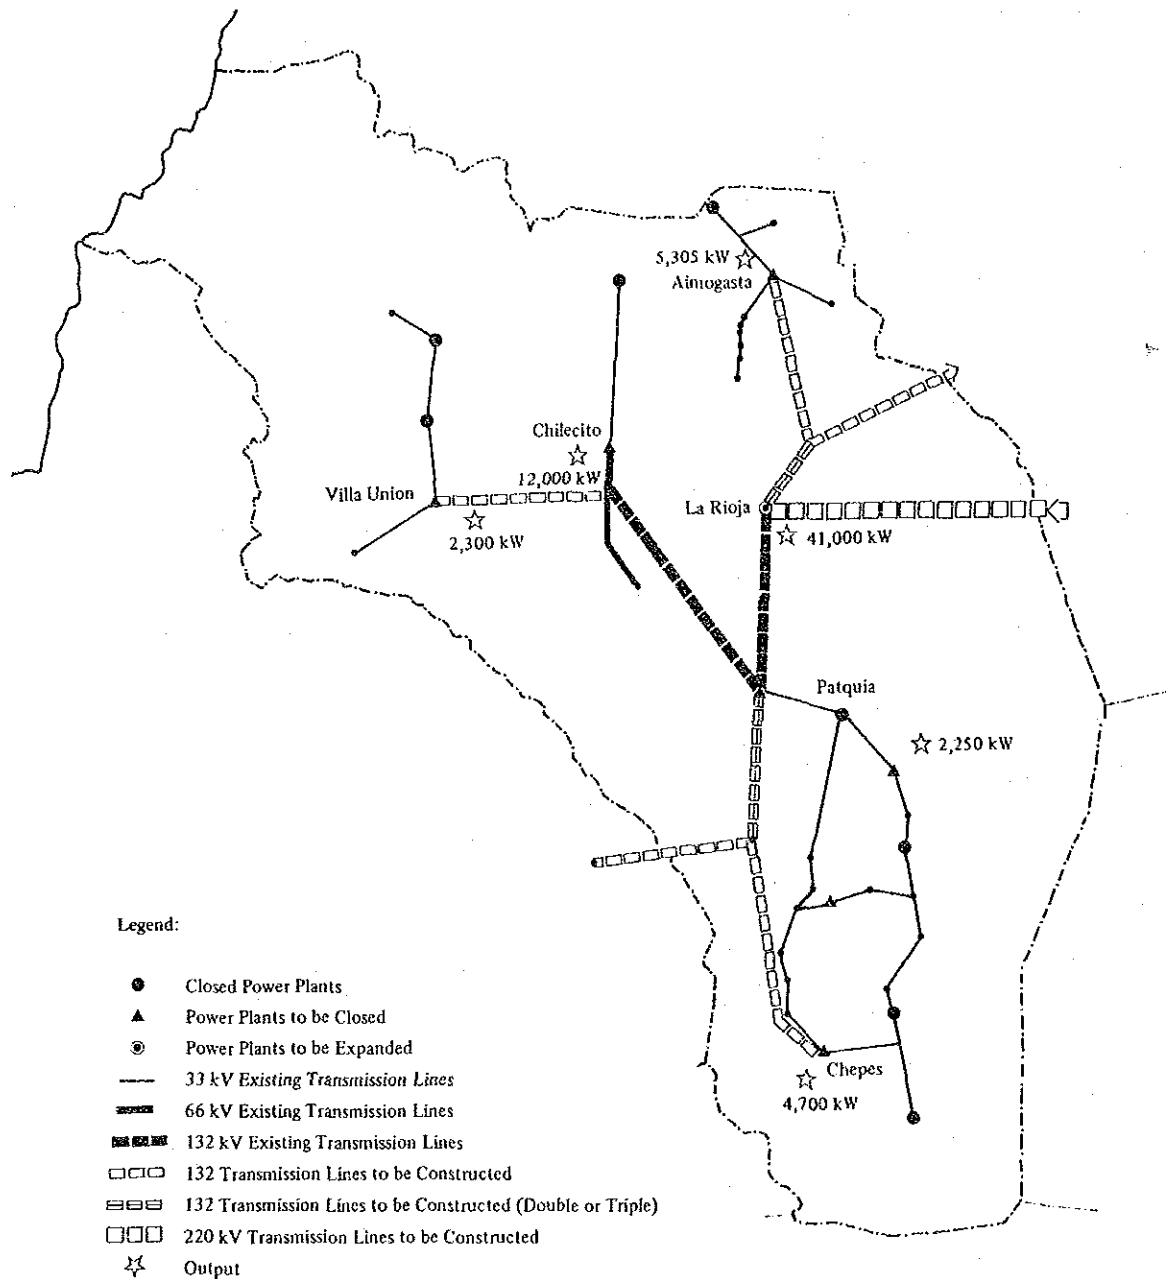 5,305 kW
Aimogasta
Chilecito
12,000 kW
Villa Union
2,300 kW
La Rioja
41,000 kW
Patquia
2,250 kW
Chepes
4,700 kW
Legend:
Closed Power Plants
Power Plants to be Closed
Power Plants to be Expanded
33 kV Existing Transmission Lines
66 kV Existing Transmission Lines
132 kV Existing Transmission Lines
132 Transmission Lines to be Constructed
132 Transmission Lines to be Constructed (Double or Triple)
220 kV Transmission Lines to be Constructed
Output